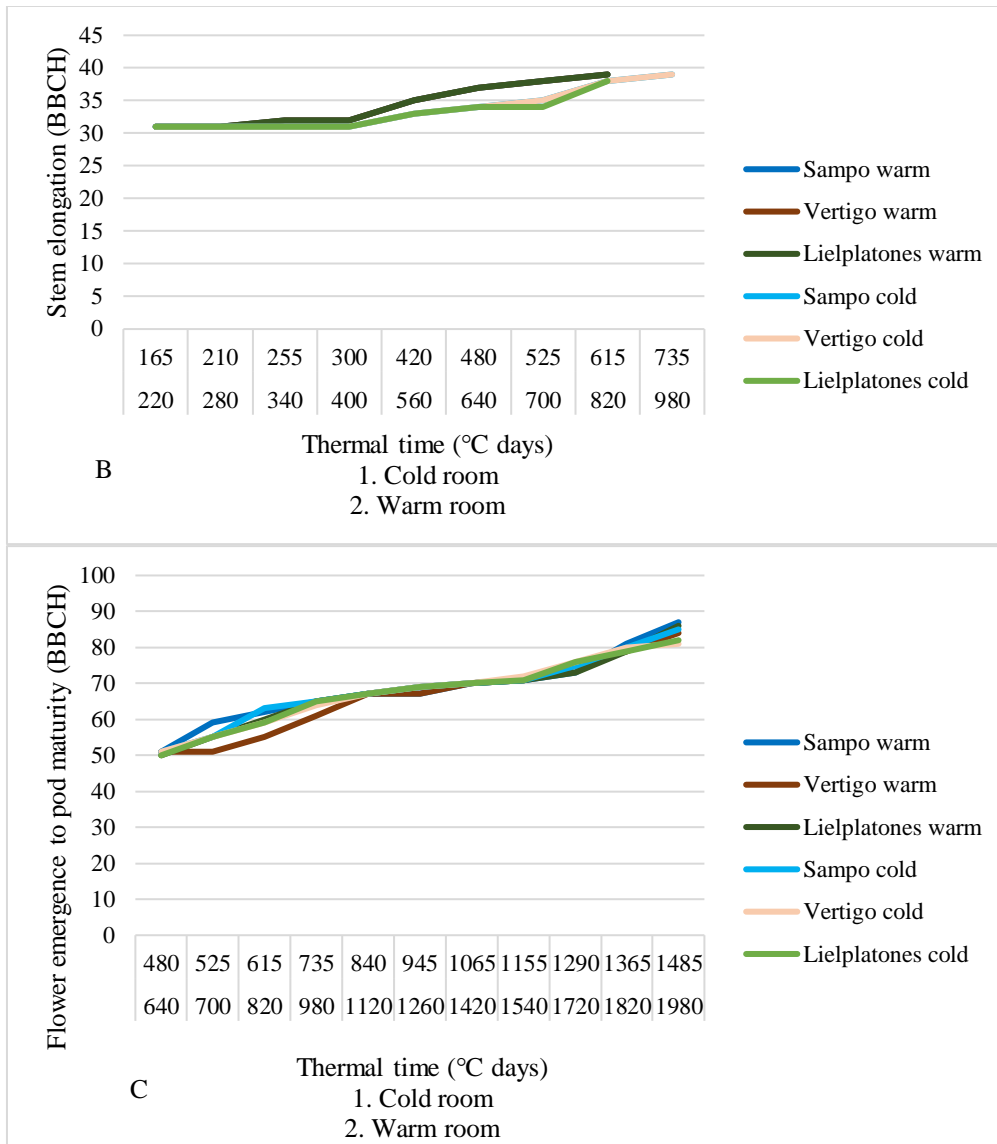 Stem elongation (BBCH)
45
40
35
30
25
20
15
10
5
0
165 210 255 300 420 480 525 615 735
220 280 340 400 560 640 700 820 980
Thermal time (°C days)
1. Cold room
2. Warm room
B
Sampo warm
Vertigo warm
Lielplatones warm
Sampo cold
Vertigo cold
Lielplatones cold
Flower emergence to pod maturity (BBCH)
100
90
80
70
60
50
40
30
20
10
0
480 525 615 735 840 945 1065 1155 1290 1365 1485
640 700 820 980 1120 1260 1420 1540 1720 1820 1980
Thermal time (°C days)
1. Cold room
2. Warm room
C
Sampo warm
Vertigo warm
Lielplatones warm
Sampo cold
Vertigo cold
Lielplatones cold